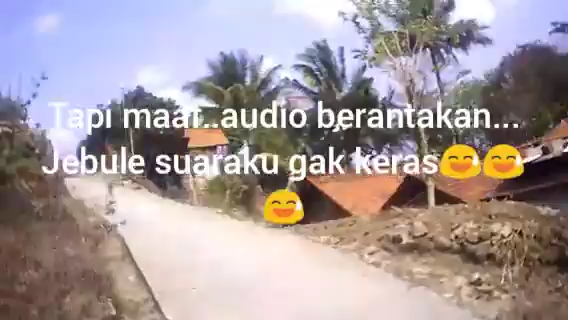 Tapi maaf..audio berantakan...
Jebule suaraku gak keras😅😅
😅